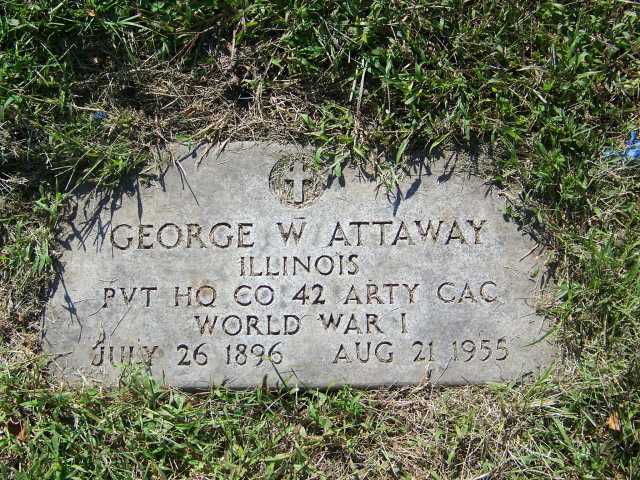 GEORGE W ATTAWAY
ILLINOIS
PVT HQ CO 42 ARTY CAC
WORLD WAR I
JULY 26 1896 AUG 21 1955